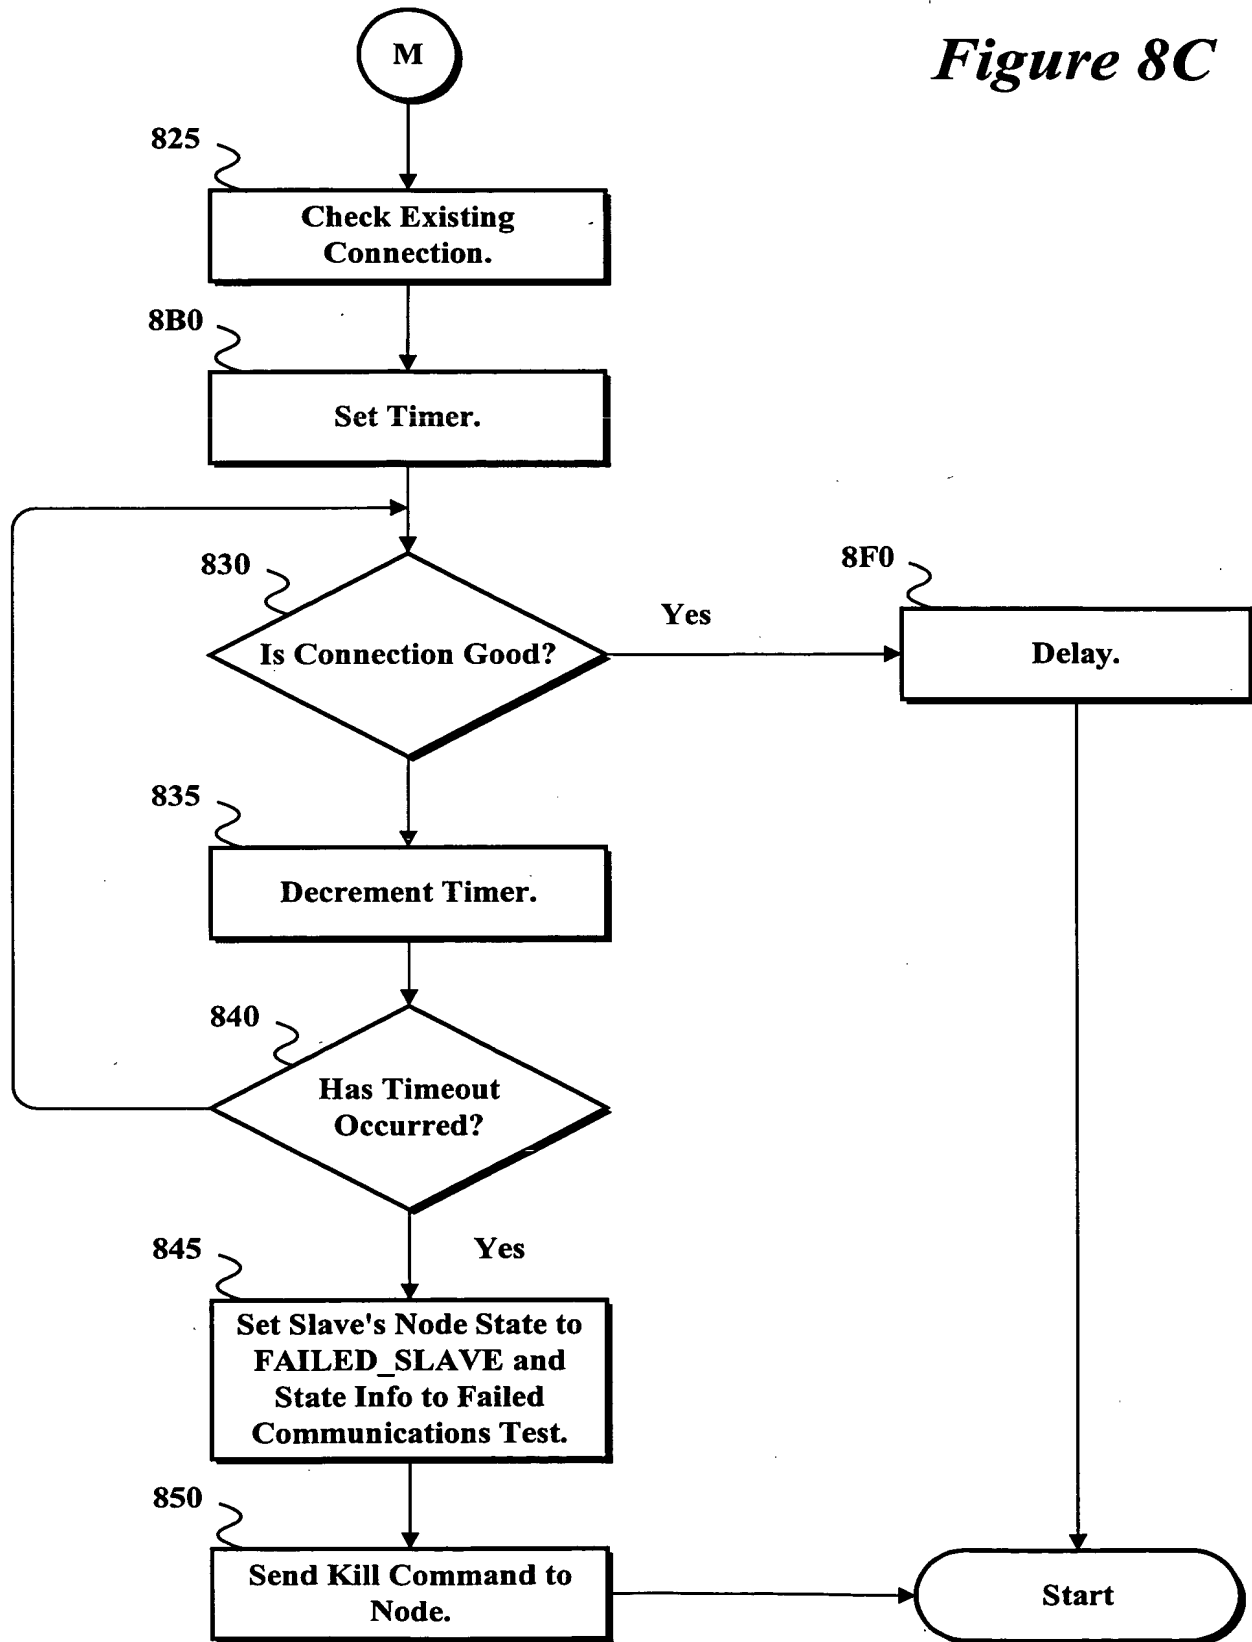 Figure 8C
M
825
Check Existing
Connection.
8B0
Set Timer.
830
Is Connection Good?
Yes
8F0
Delay.
835
Decrement Timer.
840
Has Timeout
Occurred?
Yes
845
Set Slave's Node State to
FAILED_SLAVE and
State Info to Failed
Communications Test.
850
Send Kill Command to
Node.
Start